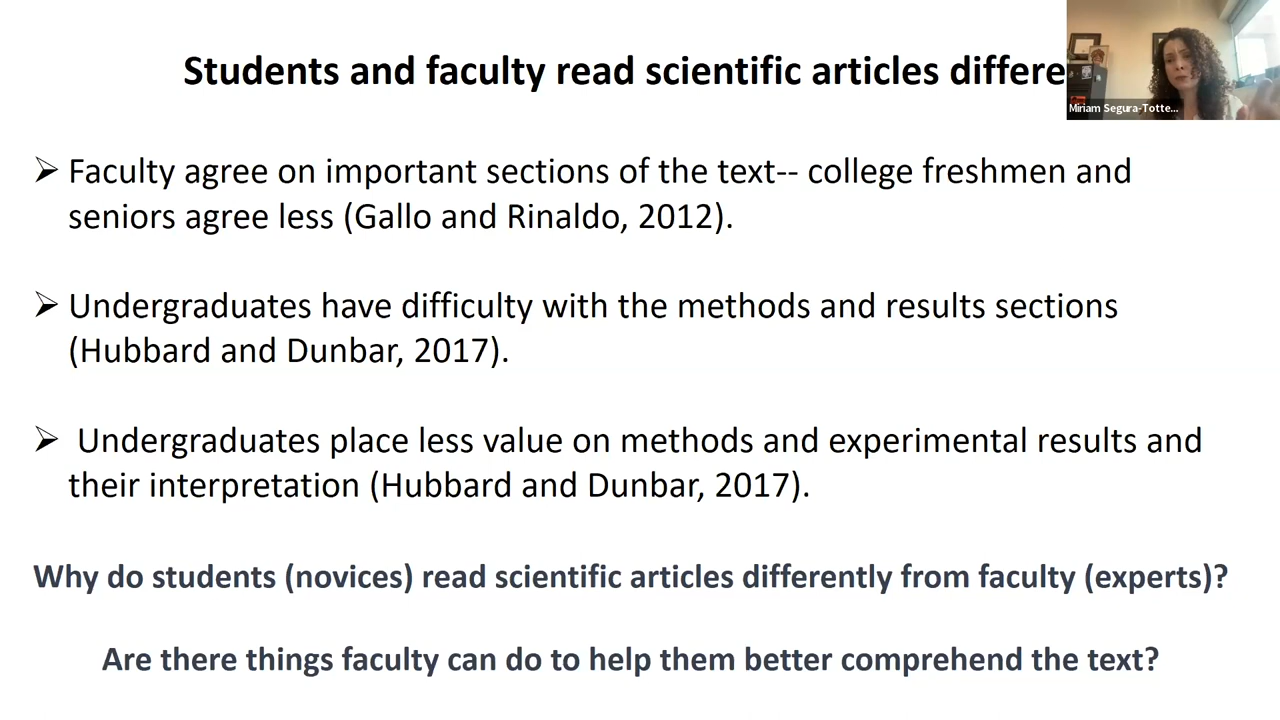 Students and faculty read scientific articles differe
Miriam Segura-Totte...
➢ Faculty agree on important sections of the text-- college freshmen and
seniors agree less (Gallo and Rinaldo, 2012).
➢ Undergraduates have difficulty with the methods and results sections
(Hubbard and Dunbar, 2017).
➢ Undergraduates place less value on methods and experimental results and
their interpretation (Hubbard and Dunbar, 2017).
Why do students (novices) read scientific articles differently from faculty (experts)?
Are there things faculty can do to help them better comprehend the text?